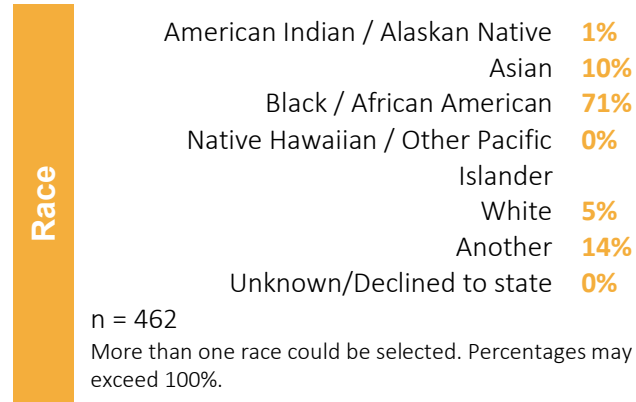 Race
American Indian / Alaskan Native 1%
Asian 10%
Black / African American 71%
Native Hawaiian / Other Pacific 0%
Islander
White 5%
Another 14%
Unknown/Declined to state 0%
n = 462
More than one race could be selected. Percentages may
exceed 100%.